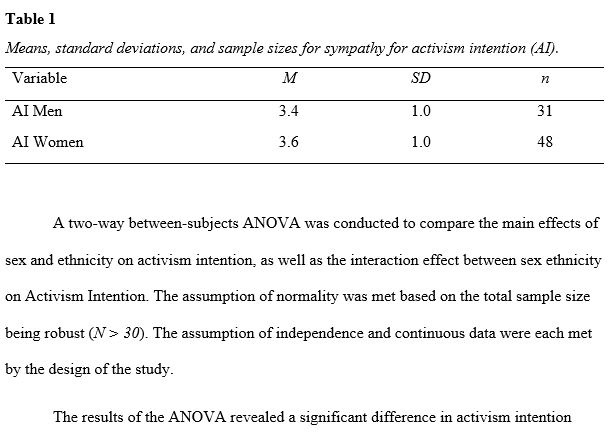 Table 1
Means, standard deviations, and sample sizes for sympathy for activism intention (AI).
Variable M SD n
AI Men 3.4 1.0 31
AI Women 3.6 1.0 48
A two-way between-subjects ANOVA was conducted to compare the main effects of
sex and ethnicity on activism intention, as well as the interaction effect between sex ethnicity
on Activism Intention. The assumption of normality was met based on the total sample size
being robust (N > 30). The assumption of independence and continuous data were each met
by the design of the study.
The results of the ANOVA revealed a significant difference in activism intention